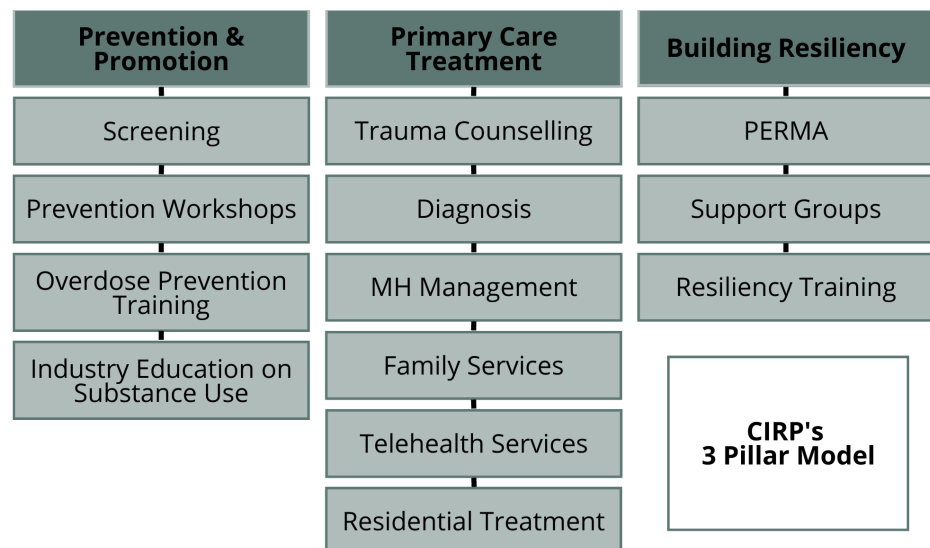 Prevention &
Promotion
Screening
Prevention Workshops
Overdose Prevention
Training
Industry Education on
Substance Use
Primary Care
Treatment
Trauma Counselling
Diagnosis
MH Management
Family Services
Telehealth Services
Residential Treatment
Building Resiliency
PERMA
Support Groups
Resiliency Training
CIRP's
3 Pillar Model